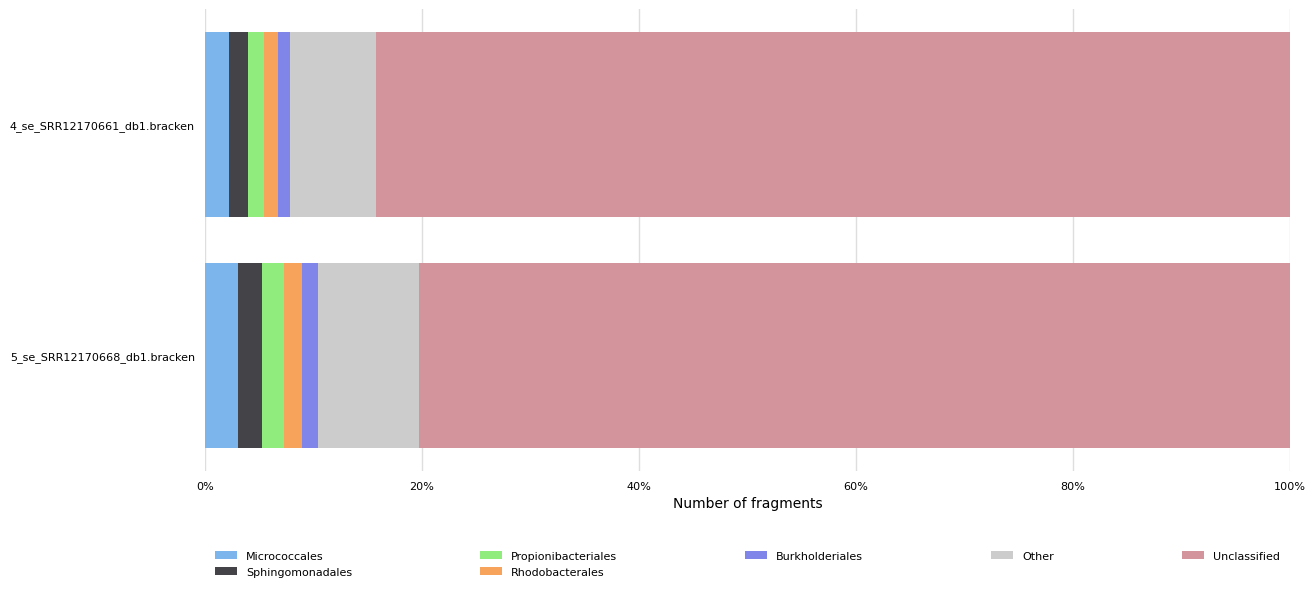 4_se_SRR12170661_db1.bracken
5_se_SRR12170668_db1.bracken
0% 20% 40% 60% 80% 100%
Number of fragments
Micrococcales Propionibacteriales Burkholderiales Other Unclassified
Sphingomonadales Rhodobacterales